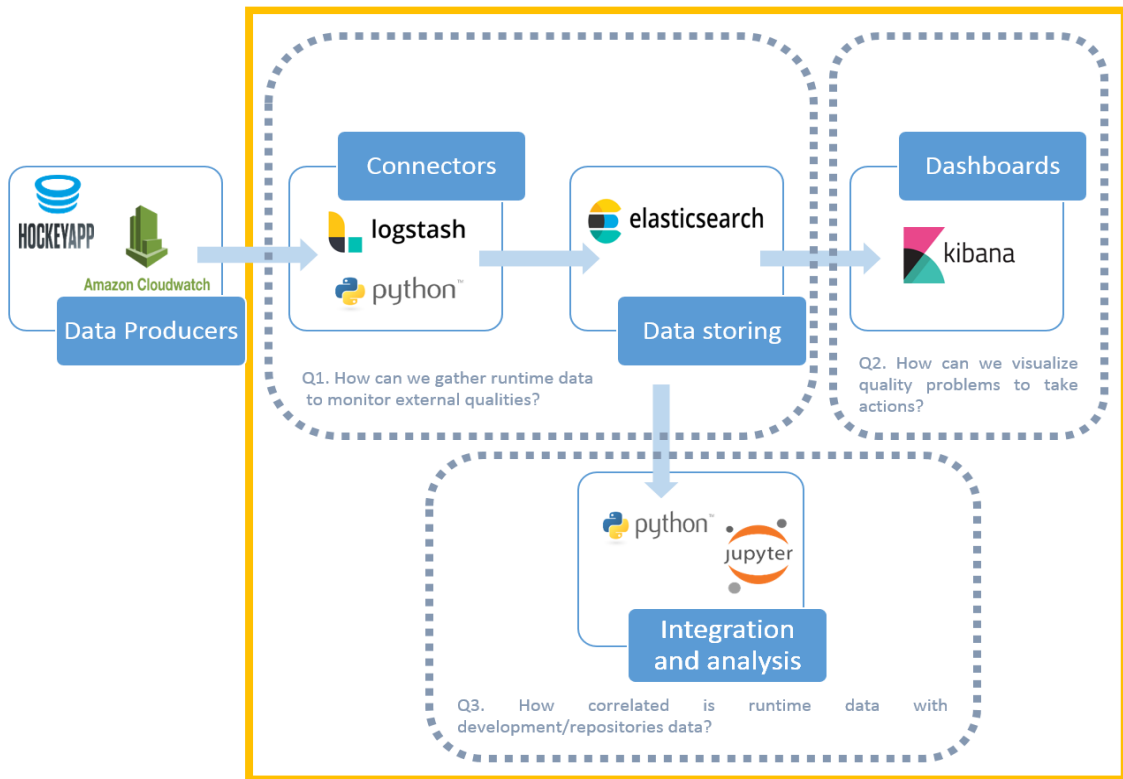 HOCKEYAPP
Amazon Cloudwatch
Data Producers
Connectors
logstash
python™
elasticsearch
Data storing
Q1. How can we gather runtime data
to monitor external qualities?
Dashboards
kibana
Q2. How can we visualize
quality problems to take
actions?
python™
jupyter
Integration
and analysis
Q3. How correlated is runtime data with
development/repositories data?